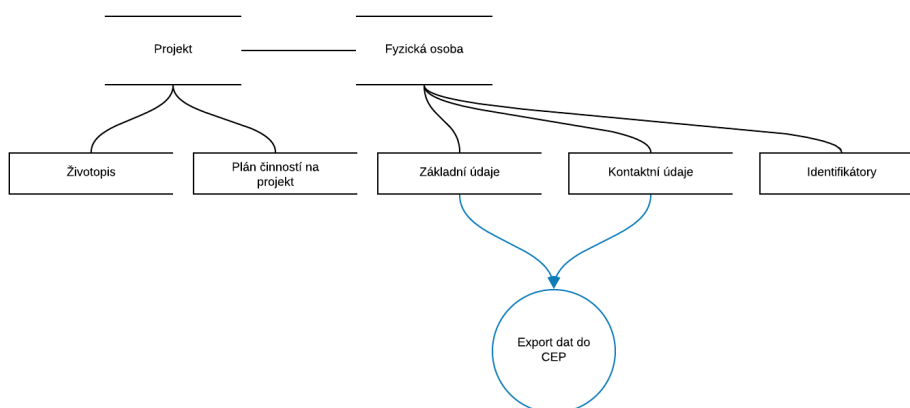 Projekt
Fyzická osoba
Životopis
Plán činností na
projekt
Základní údaje
Kontaktní údaje
Identifikátory
Export dat do
CEP